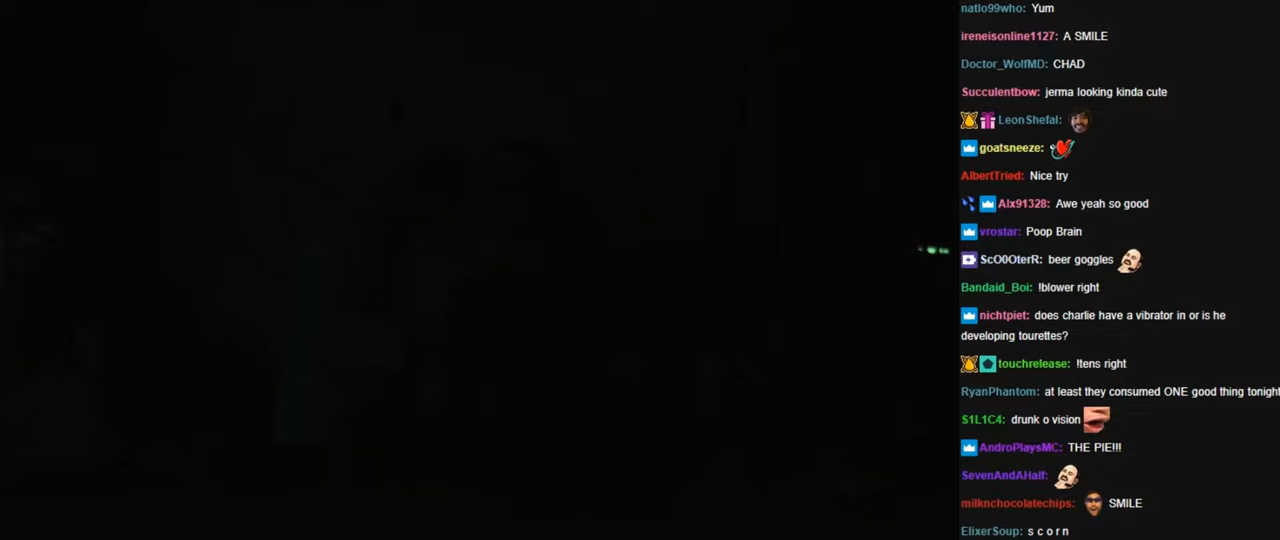 natlo99who: Yum
ireneisonline1127: A SMILE
Doctor_WolfMD: CHAD
Succulentbow: jerma looking kinda cute
LeonShefal:
goatsneeze:
AlbertTried: Nice try
Alx91328: Awe yeah so good
vrostar: Poop Brain
ScO0OterR: beer goggles
Bandaid_Boi: !blower right
nichtpiet: does charlie have a vibrator in or is he
developing tourettes?
touchrelease: !tens right
RyanPhantom: at least they consumed ONE good thing tonight
S1L1C4: drunk o vision
AndroPlaysMC: THE PIE!!!
SevenAndAHalf:
milknchocolatechips: SMILE
ElixerSoup: s c o r n